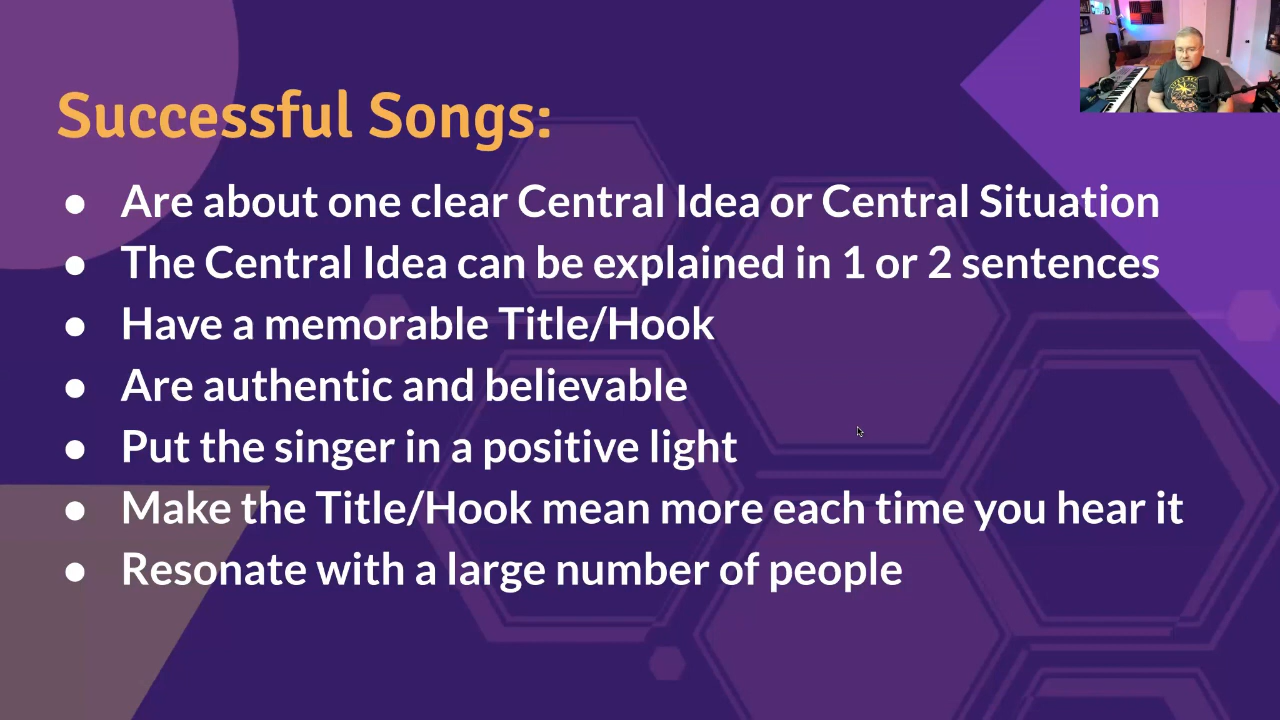 Successful Songs:
● Are about one clear Central Idea or Central Situation
● The Central Idea can be explained in 1 or 2 sentences
● Have a memorable Title/Hook
● Are authentic and believable
● Put the singer in a positive light
● Make the Title/Hook mean more each time you hear it
● Resonate with a large number of people